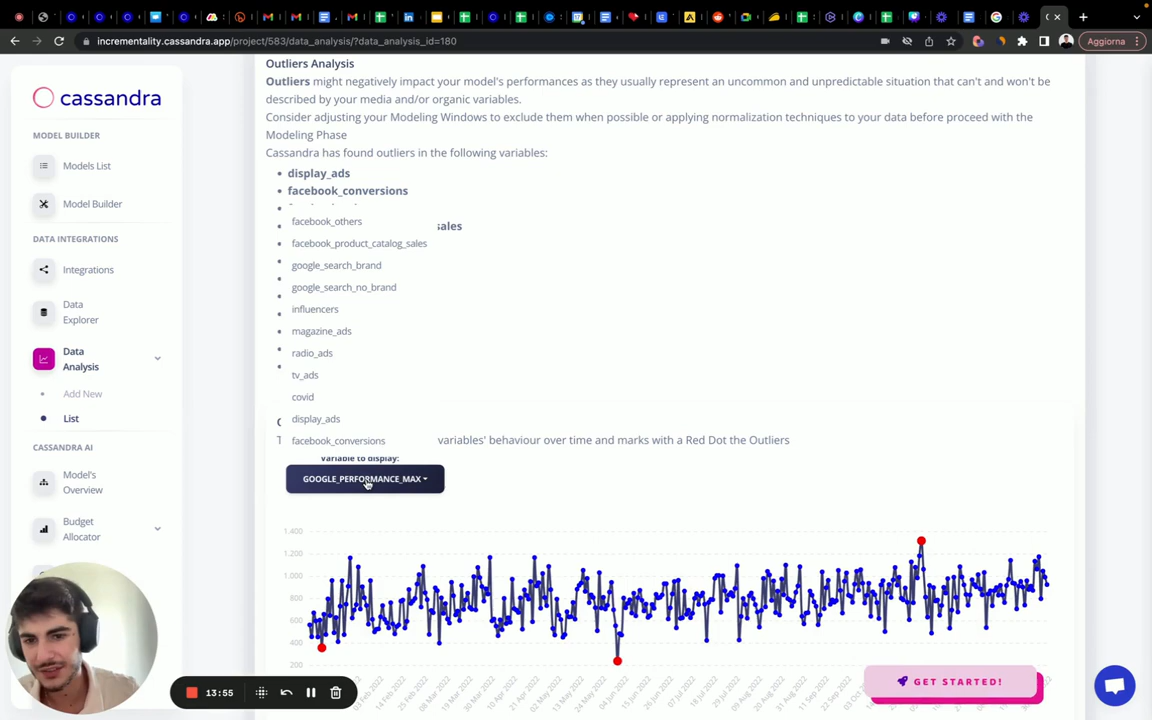 incrementality.cassandra.app/project/583/data_analysis/?data_analysis_id=180
Aggiorna
cassandra
MODEL BUILDER
Models List
Model Builder
DATA INTEGRATIONS
Integrations
Data
Explorer
Data
Analysis
Add New
List
CASSANDRA AI
Model's
Overview
Budget
Allocator
Outliers Analysis
Outliers might negatively impact your model's performances as they usually represent an uncommon and unpredictable situation that can't and won't be
described by your media and/or organic variables.
Consider adjusting your Modeling Windows to exclude them when possible or applying normalization techniques to your data before proceed with the
Modeling Phase
Cassandra has found outliers in the following variables:
display_ads
facebook_conversions
sales
facebook_others
facebook_product_catalog_sales
google_search_brand
google_search_no_brand
influencers
magazine_ads
radio_ads
tv_ads
covid
display_ads
facebook_conversions
variables' behaviour over time and marks with a Red Dot the Outliers
Variable to display:
GOOGLE_PERFORMANCE_MAX
1,400
1,200
1,000
800
600
400
200
GET STARTED!
13:55